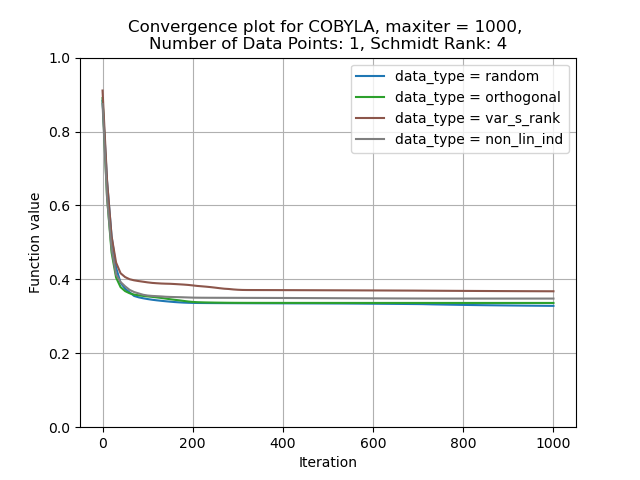 Convergence plot for COBYLA, maxiter = 1000,
Number of Data Points: 1, Schmidt Rank: 4
data_type = random
data_type = orthogonal
data_type = var_s_rank
data_type = non_lin_ind
Function value
1.0
0.8
0.6
0.4
0.2
0.0
0 200 400 600 800 1000
Iteration